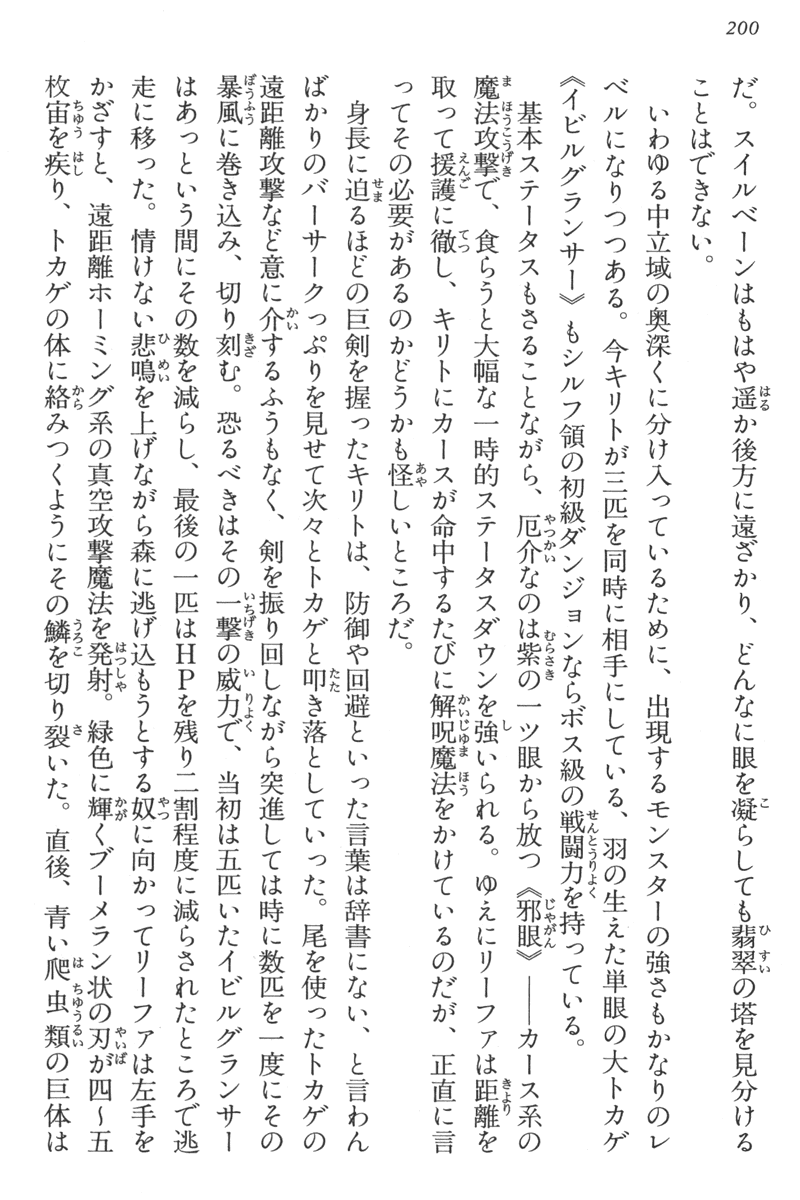 200
だ。スイルベーンはもはや遥か後方に遠ざかり、どんなに眼を凝らしても翡翠の塔を見分ける
ことはできない。
いわゆる中立域の奥深くに分け入っているために、出現するモンスターの強さもかなりのレ
ベルになりつつある。今キリトが三匹を同時に相手にしている、羽の生えた単眼の大トカゲ
《イビルグランサー》もシルフ領の初級ダンジョンならボス級の戦闘力を持っている。
基本ステータスもさることながら、厄介なのは紫の一ツ眼から放つ《邪眼》――カース系の
魔法攻撃で、食らうと大幅な一時的ステータスダウンを強いられる。ゆえにリーファは距離を
取って援護に徹し、キリトにカースが命中するたびに解呪魔法をかけているのだが、正直に言
ってその必要があるのかどうかも怪しいところだ。
身長に迫るほどの巨剣を握ったキリトは、防御や回避といった言葉は辞書にない、と言わん
ばかりのバーサークっぷりを見せて次々とトカゲを叩き落としていった。尾を使ったトカゲの
遠距離攻撃など意に介するふうもなく、剣を振り回しながら突進しては時に数匹を一度にその
暴風に巻き込み、切り刻む。恐るべきはその一撃の威力で、当初は五匹いたイビルグランサー
はあっという間にその数を減らし、最後の一匹はHPを残り二割程度に減らされたところで逃
走に移った。情けない悲鳴を上げながら森に逃げ込もうとする奴に向かってリーファは左手を
かざすと、遠距離ホーミング系の真空攻撃魔法を発射。緑色に輝くブーメラン状の刃が四〜五
枚宙を疾り、トカゲの体に絡みつくようにその鱗を切り裂いた。直後、青い爬虫類の巨体は